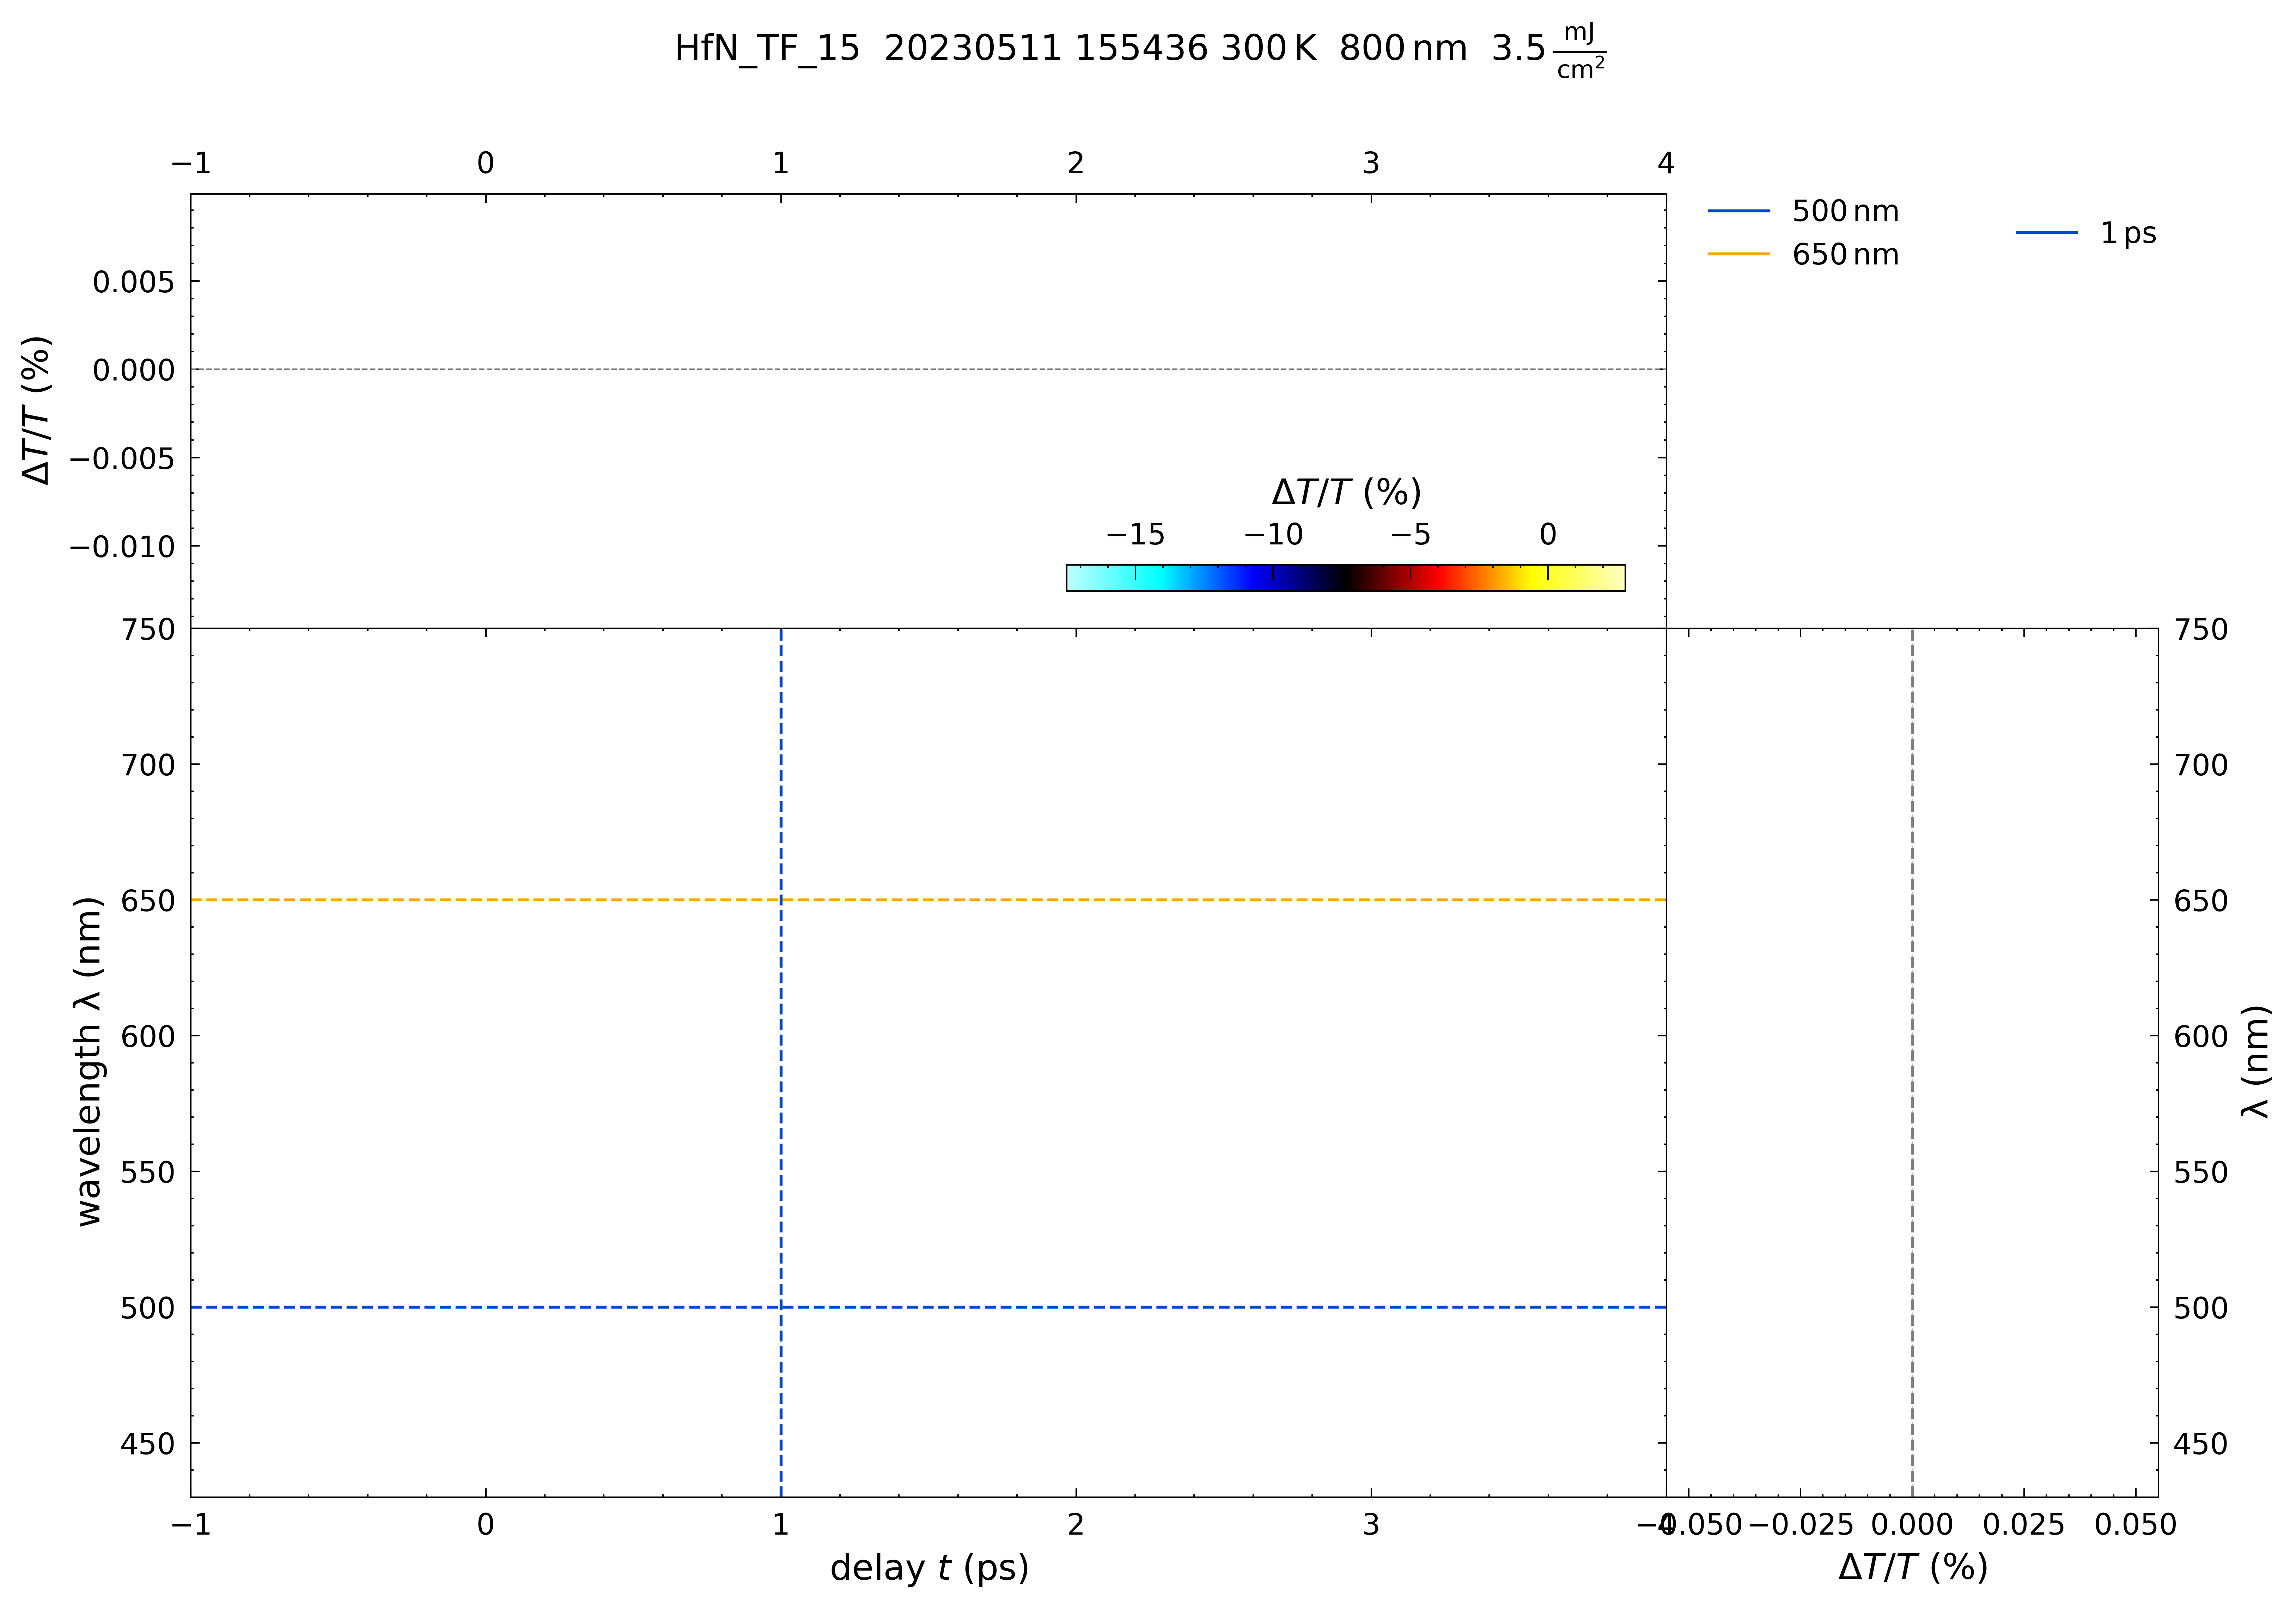 HfN_TF_15 20230511 155436 300 K 800 nm 3.5 mJ/cm²
−1 0 1 2 3 4
500 nm
650 nm
1 ps
ΔT/T (%)
0.005
0.000
−0.005
−0.010
ΔT/T (%)
−15 −10 −5 0
wavelength λ (nm)
750
700
650
600
550
500
450
750
700
650
600
550
500
450
λ (nm)
−1 0 1 2 3 4
−0.050 −0.025 0.000 0.025 0.050
delay t (ps)
ΔT/T (%)